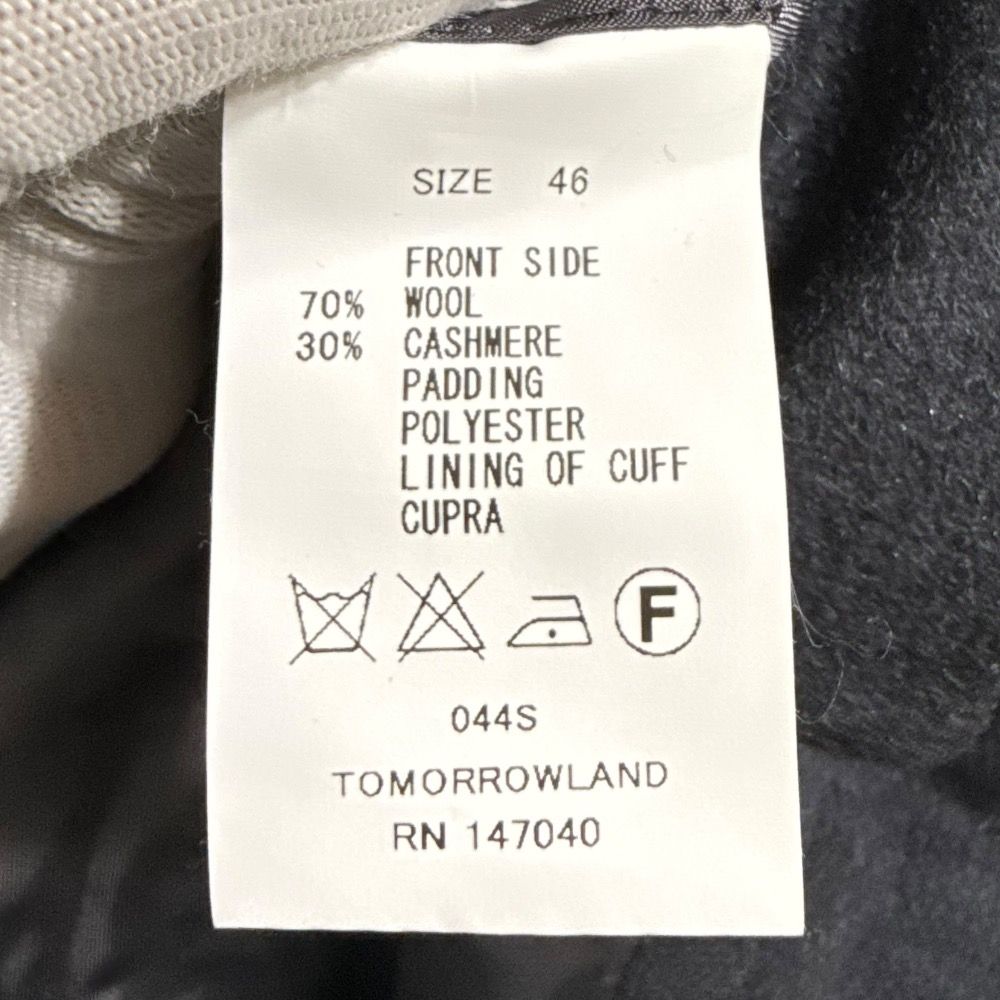 SIZE 46
FRONT SIDE
70% WOOL
30% CASHMERE
PADDING
POLYESTER
LINING OF CUFF
CUPRA
F
044S
TOMORROWLAND
RN 147040